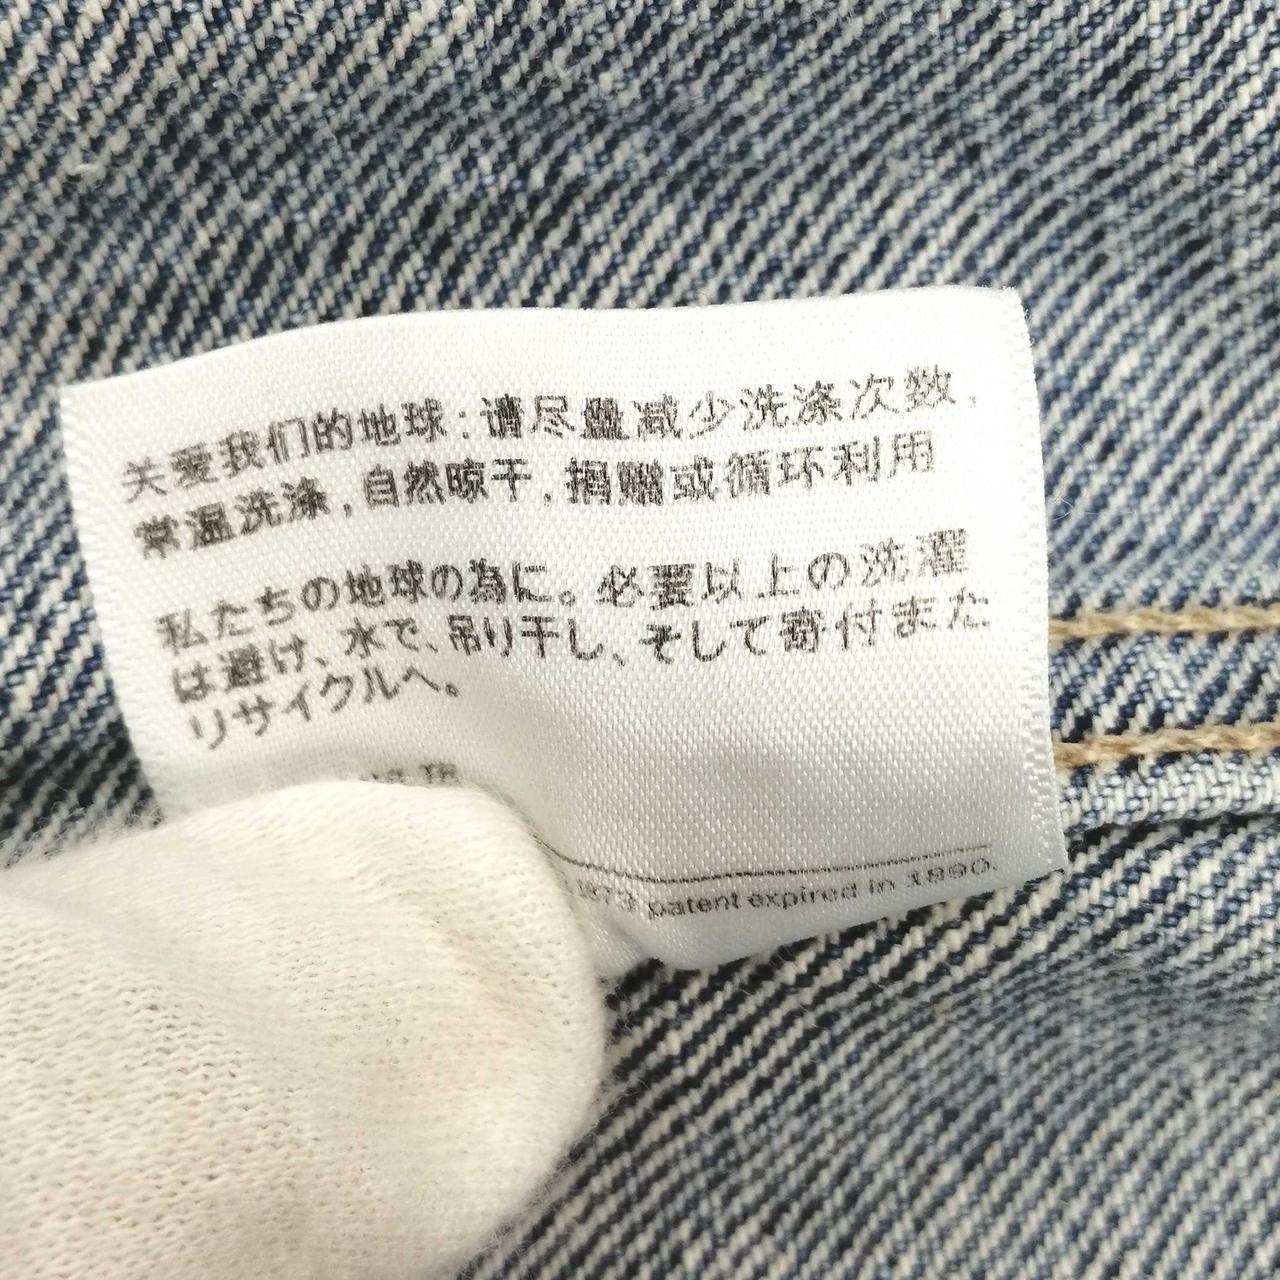 关爱我们的地球：请尽量减少洗涤次数，
常温洗涤，自然晾干，捐赠或循环利用
私たちの地球の為に。必要以上の洗濯
は避け、水で、吊り干し、そして寄付また
リサイクルへ。
TR
1873 patent expired in 1890.